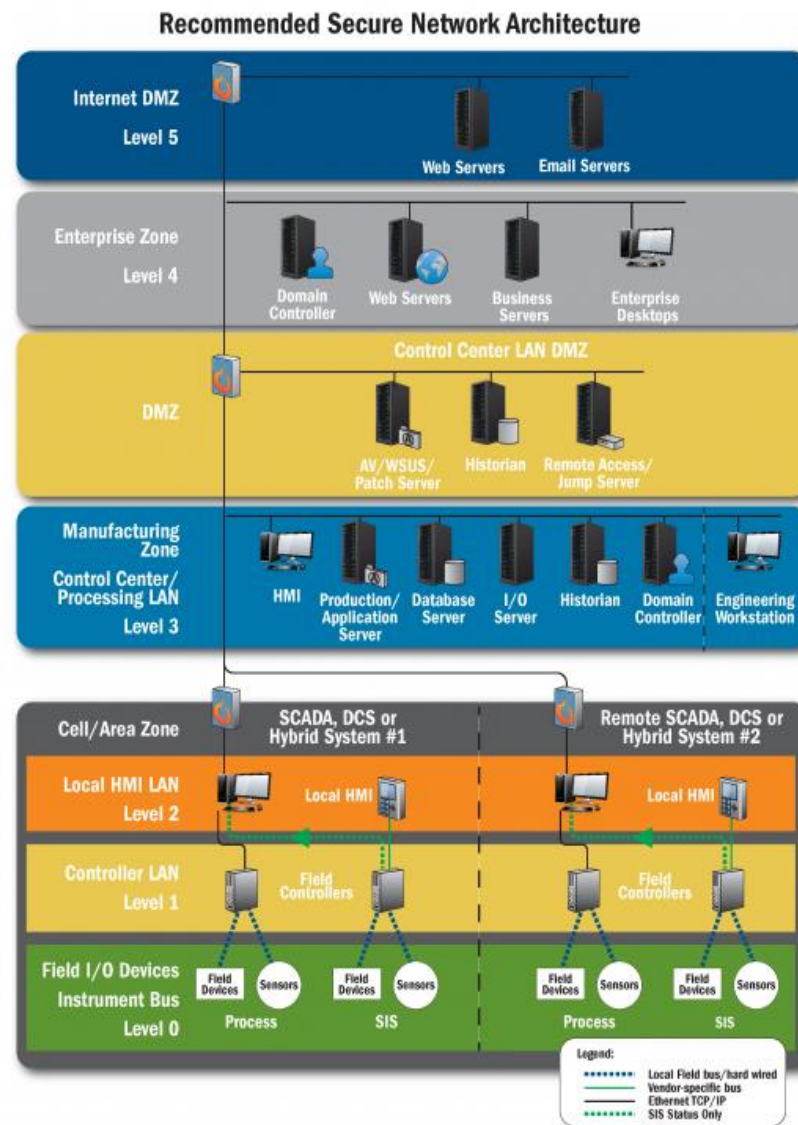 Recommended Secure Network Architecture
Internet DMZ
Level 5
Web Servers
Email Servers
Enterprise Zone
Level 4
Domain
Controller
Web Servers
Business
Servers
Enterprise
Desktops
Control Center LAN DMZ
DMZ
AV/WSUS/
Patch Server
Historian
Remote Access/
Jump Server
Manufacturing
Zone
Control Center/
Processing LAN
Level 3
HMI
Production/
Application
Server
Database
Server
I/O
Server
Historian
Domain
Controller
Engineering
Workstation
Cell/Area Zone
SCADA, DCS or
Hybrid System #1
Remote SCADA, DCS or
Hybrid System #2
Local HMI LAN
Level 2
Local HMI
Local HMI
Controller LAN
Level 1
Field
Controllers
Field
Controllers
Field I/O Devices
Instrument Bus
Level 0
Field
Devices
Sensors
Process
Field
Devices
Sensors
SIS
Field
Devices
Sensors
Process
Field
Devices
Sensors
SIS
Legend:
Local Field bus/hard wired
Vendor-specific bus
Ethernet TCP/IP
SIS Status Only